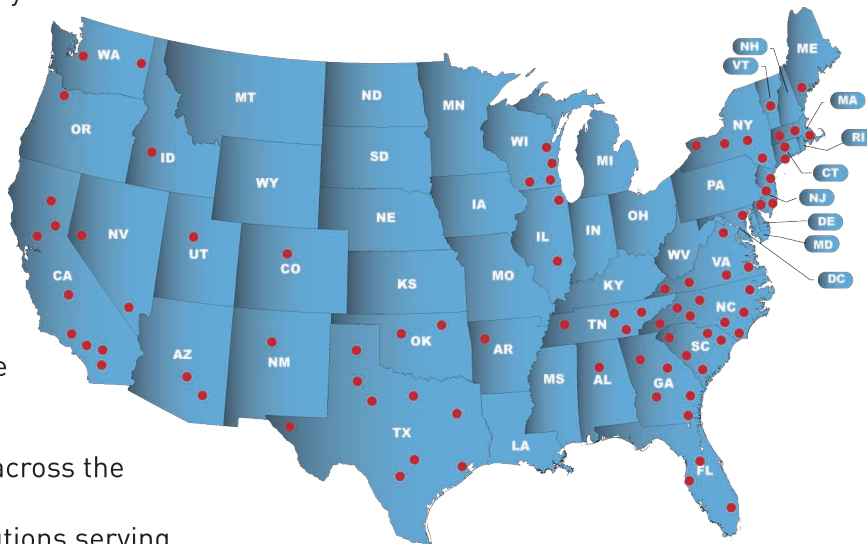 y
WA
MT
ND
MN
OR
ID
SD
WI
MI
WY
NV
UT
CO
NE
IA
IL
IN
OH
CA
KS
MO
KY
WV
VA
PA
NY
VT
NH
ME
MA
RI
CT
NJ
DE
MD
DC
AZ
NM
OK
AR
TN
NC
SC
MS
AL
GA
TX
LA
FL
e
across the
utions serving